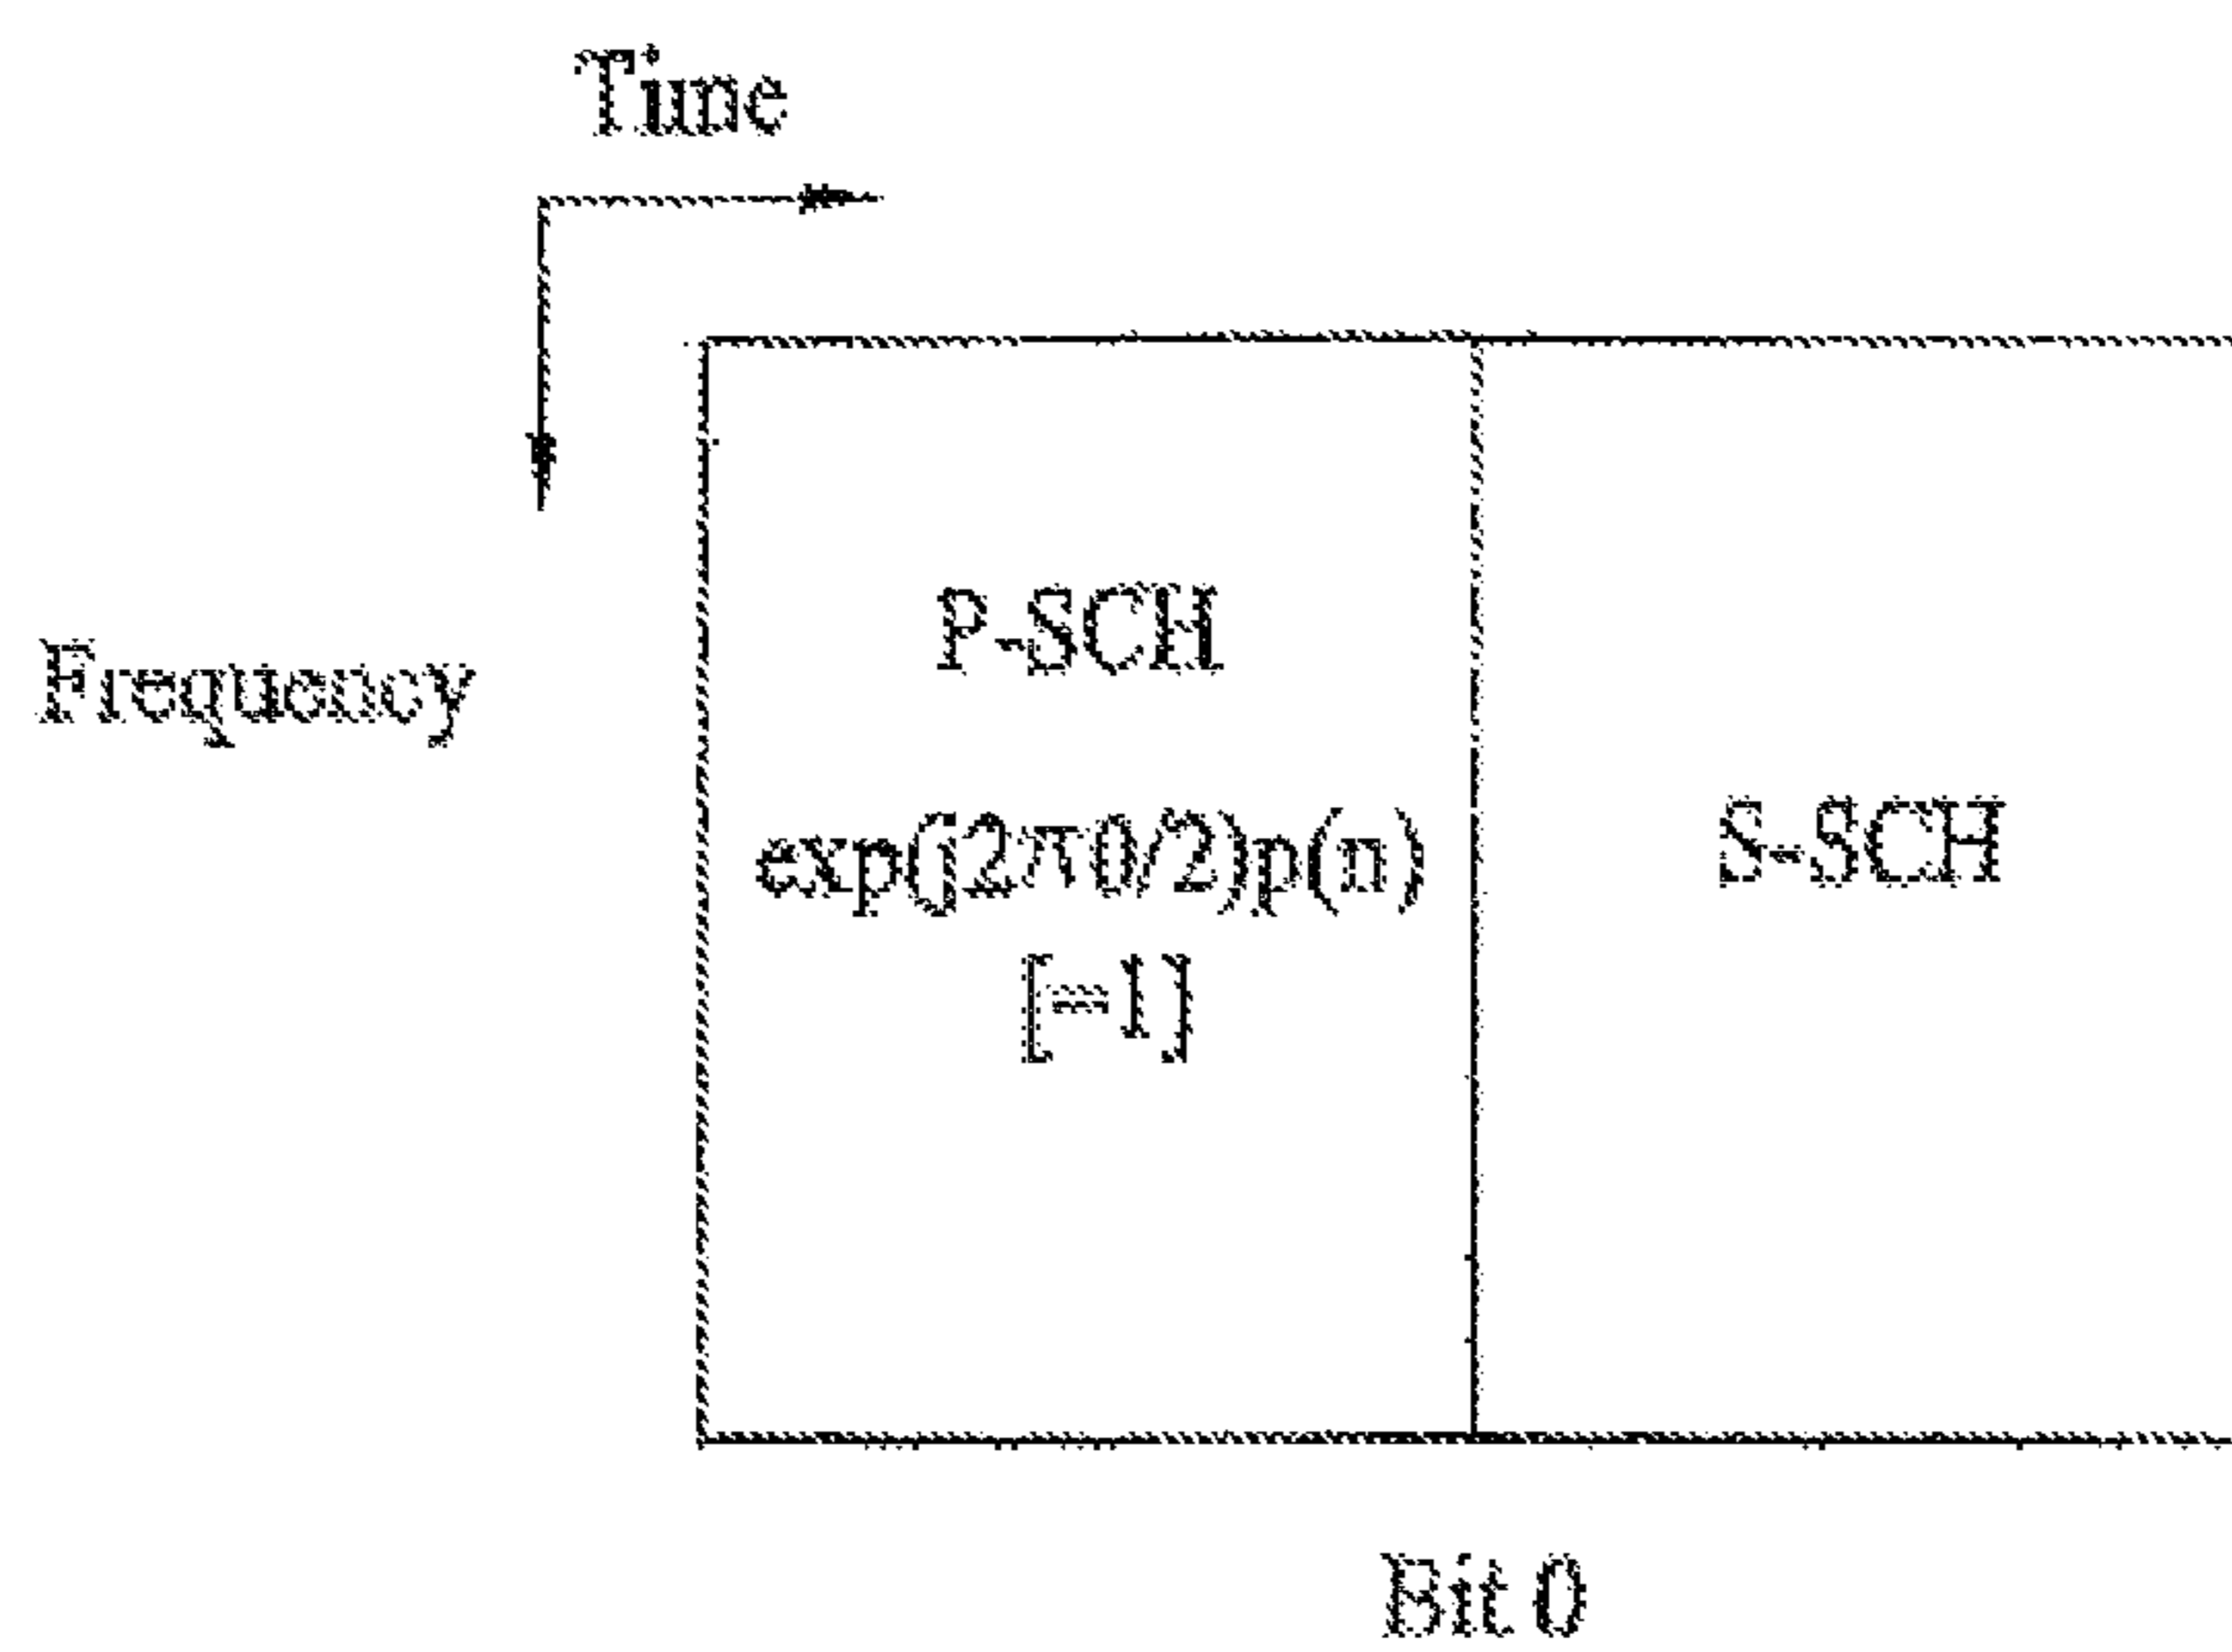 Time
Frequency
P-SCH
exp(j2π0/2)p(n)
[=1]
S-SCH
Bit 0